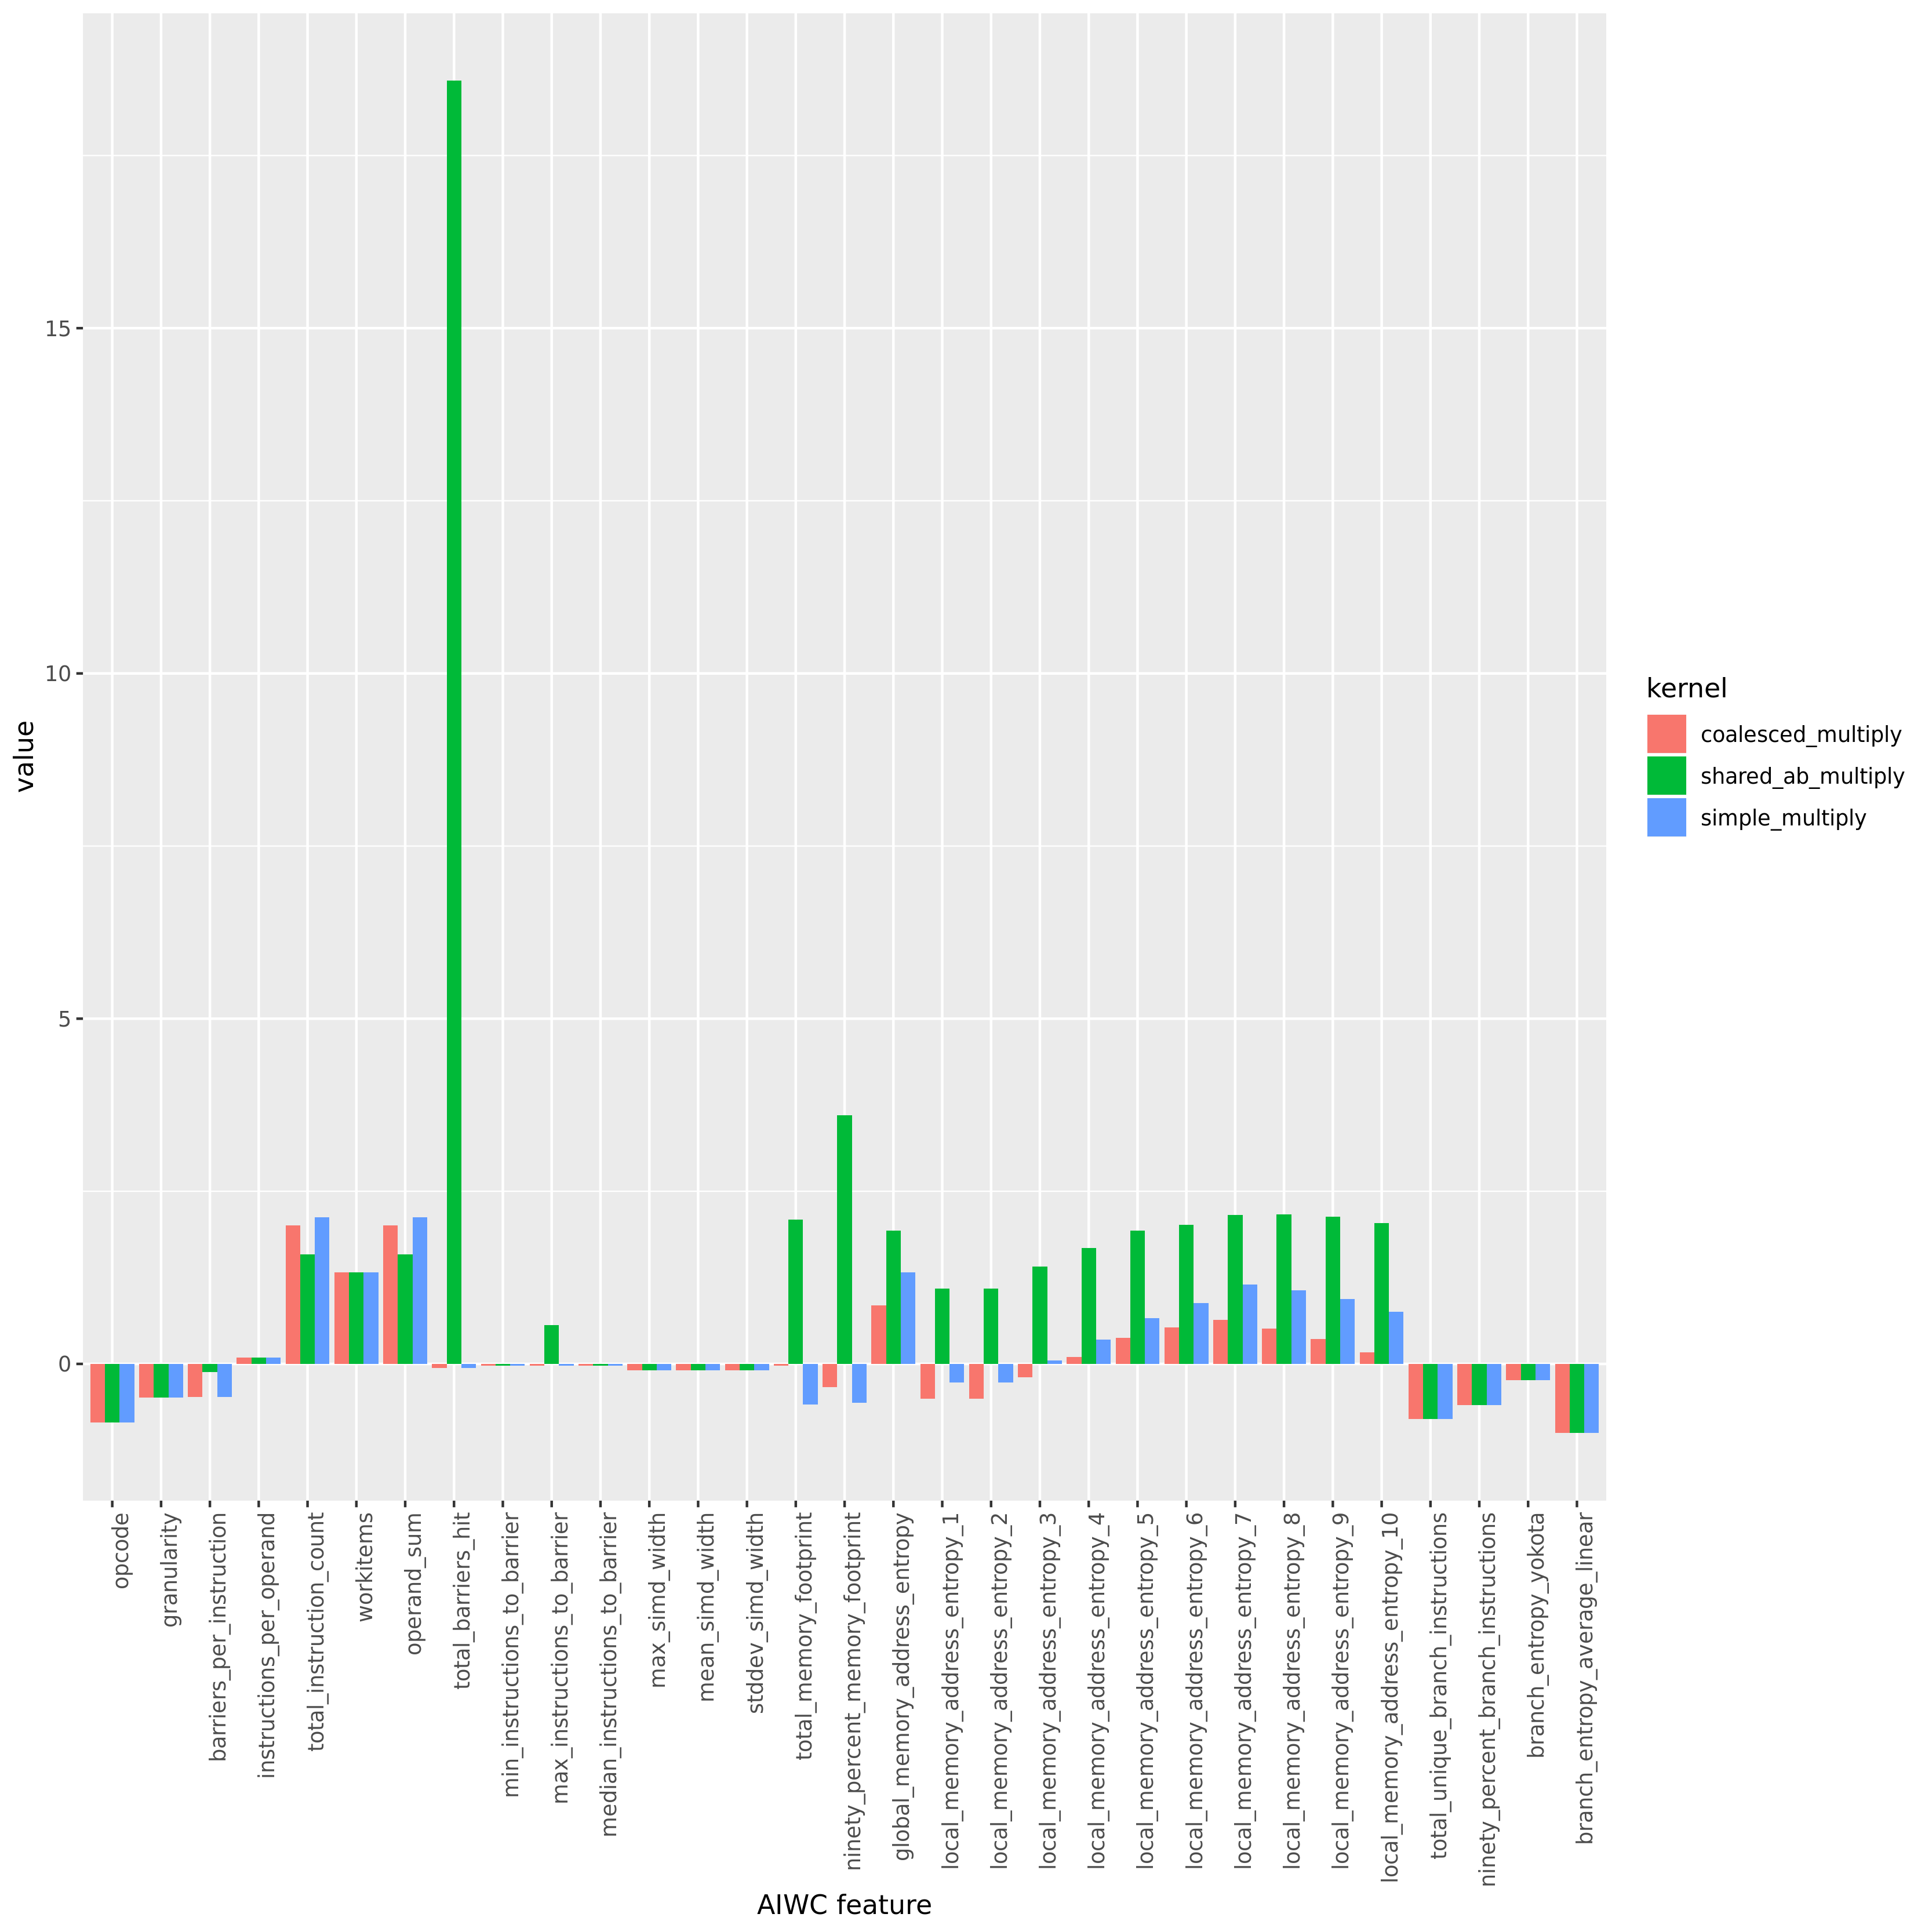 value
15
10
5
0
opcode
granularity
barriers_per_instruction
instructions_per_operand
total_instruction_count
workitems
operand_sum
total_barriers_hit
min_instructions_to_barrier
max_instructions_to_barrier
median_instructions_to_barrier
max_simd_width
mean_simd_width
stddev_simd_width
total_memory_footprint
ninety_percent_memory_footprint
global_memory_address_entropy
local_memory_address_entropy_1
local_memory_address_entropy_2
local_memory_address_entropy_3
local_memory_address_entropy_4
local_memory_address_entropy_5
local_memory_address_entropy_6
local_memory_address_entropy_7
local_memory_address_entropy_8
local_memory_address_entropy_9
local_memory_address_entropy_10
total_unique_branch_instructions
ninety_percent_branch_instructions
branch_entropy_yokota
branch_entropy_average_linear
AIWC feature
kernel
coalesced_multiply
shared_ab_multiply
simple_multiply